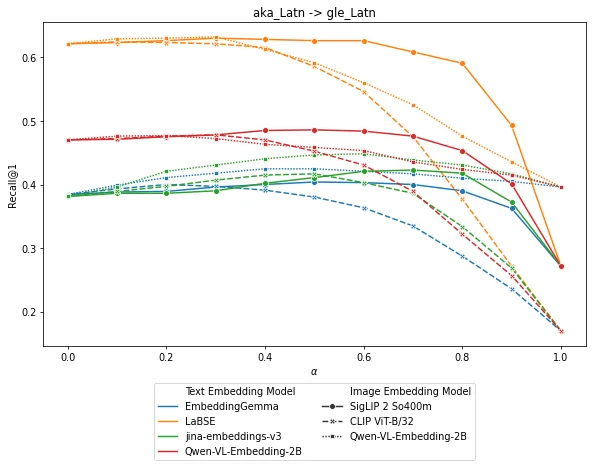 aka_Latn -> gle_Latn
Recall@1
0.6
0.5
0.4
0.3
0.2
0.0
0.2
0.4
0.6
0.8
1.0
α
Text Embedding Model
EmbeddingGemma
LaBSE
jina-embeddings-v3
Qwen-VL-Embedding-2B
Image Embedding Model
SigLIP 2 So400m
CLIP ViT-B/32
Qwen-VL-Embedding-2B